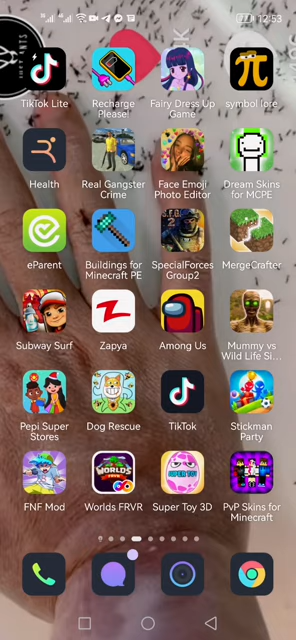 12:53
TikTok Lite
Recharge Please!
Fairy Dress Up Game
symbol lore
Health
Real Gangster Crime
Face Emoji Photo Editor
Dream Skins for MCPE
eParent
Buildings for Minecraft PE
SpecialForces Group2
MergeCrafter
Subway Surf
Zapya
Among Us
Mummy vs Wild Life Si...
Pepi Super Stores
Dog Rescue
TikTok
Stickman Party
FNF Mod
Worlds FRVR
Super Toy 3D
PvP Skins for Minecraft